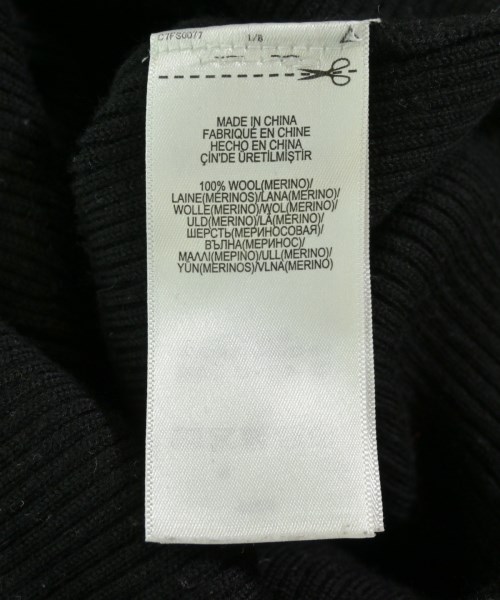 C7FS0077 1/8
MADE IN CHINA
FABRIQUÉ EN CHINE
HECHO EN CHINA
ÇİN'DE ÜRETİLMİŞTİR
100% WOOL(MERINO)/
LAINE(MERINOS)/LANA(MERINO)/
WOLLE(MERINO)/WOL(MERINO)/
ULD(MERINO)/LÃ(MERINO)/
ШЕРСТЬ(МЕРИНОСОВАЯ)/
ВЪЛНА(МЕРИНОС)/
ΜΑΛΛΙ(ΜΕΡΙΝΟ)/ULL(MERINO)/
YÜN(MERINOS)/VLNA(MERINO)